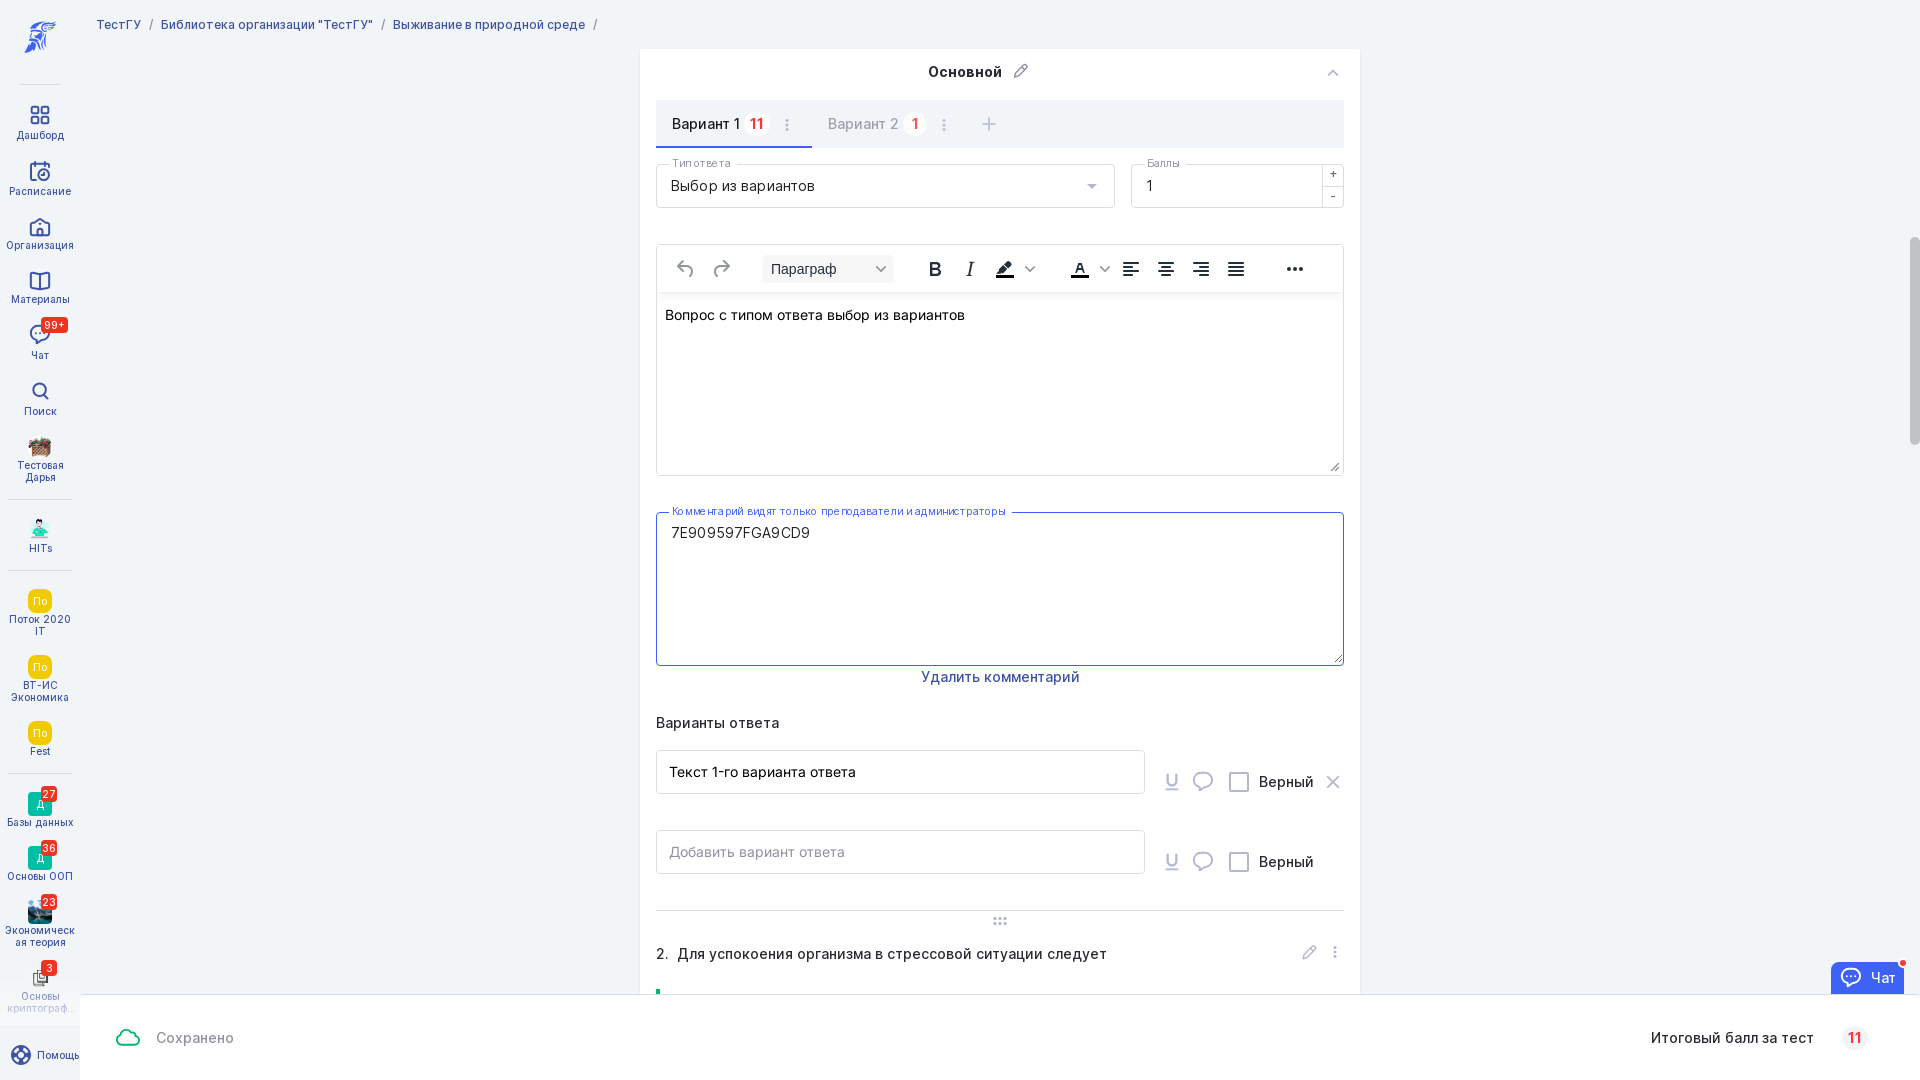 ТестГУ / Библиотека организации "ТестГУ" / Выживание в природной среде /
Дашборд
Расписание
Организация
Материалы
99+
Чат
Поиск
Тестовая
Дарья
HITs
По
Поток 2020
IT
По
ВТ-ИС
Экономика
По
Fest
27
Д
Базы данных
36
Д
Основы ООП
23
Экономическ
ая теория
3
Основы
криптограф...
Помощь
Основной
Вариант 1 11 Вариант 2 1
Тип ответа
Выбор из вариантов
Баллы
1
+
-
Параграф
B I A
Вопрос с типом ответа выбор из вариантов
Комментарий видят только преподаватели и администраторы
7E909597FGA9CD9
Удалить комментарий
Варианты ответа
Текст 1-го варианта ответа
Верный
Добавить вариант ответа
Верный
2. Для успокоения организма в стрессовой ситуации следует
Чат
Сохранено
Итоговый балл за тест 11